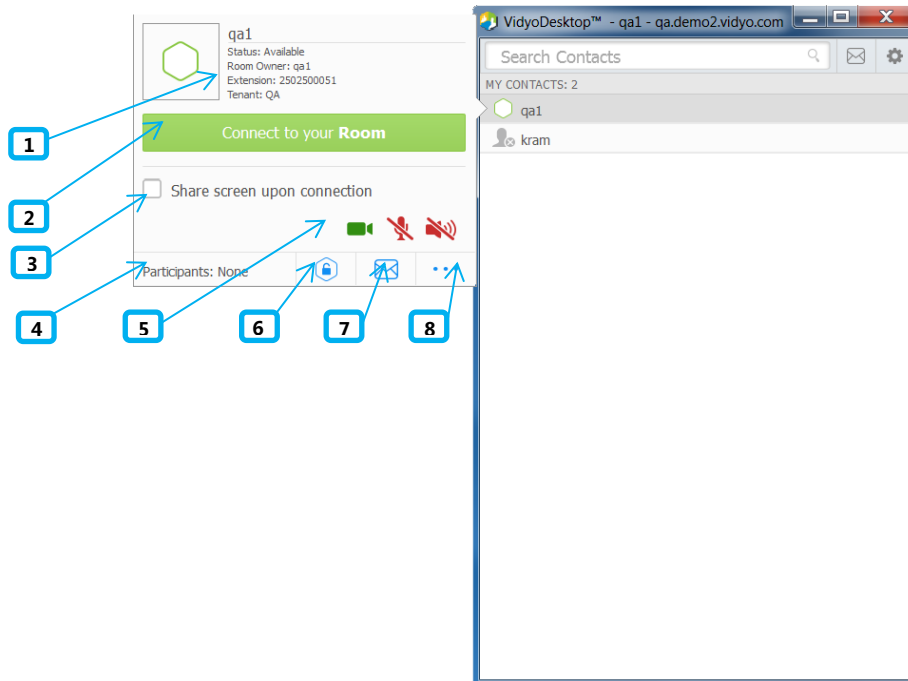 qa1
Status: Available
Room Owner: qa1
Extension: 2502500051
Tenant: QA
Connect to your Room
Share screen upon connection
Participants: None
1
2
3
4
5
6
7
8
VidyoDesktop™ - qa1 - qa.demo2.vidyo.com
Search Contacts
MY CONTACTS: 2
qa1
kram